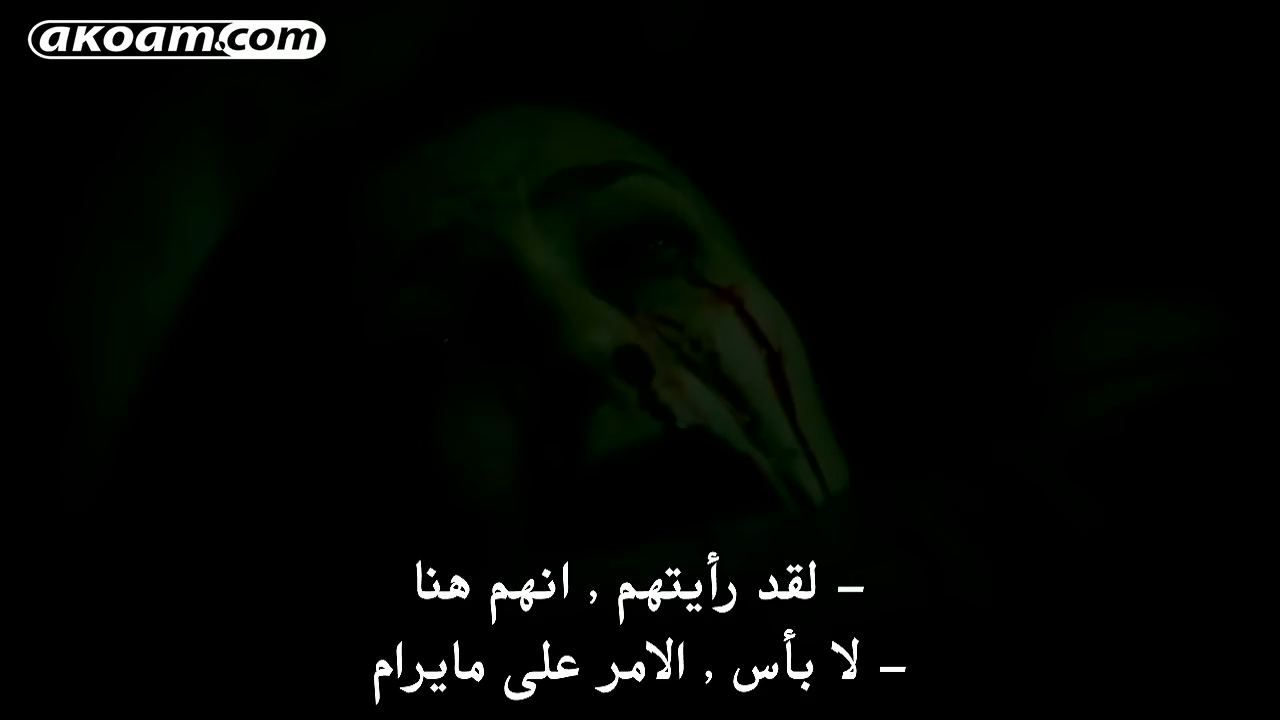 akoam.com
– لقد رأيتهم , انهم هنا
– لا بأس , الامر على مايرام